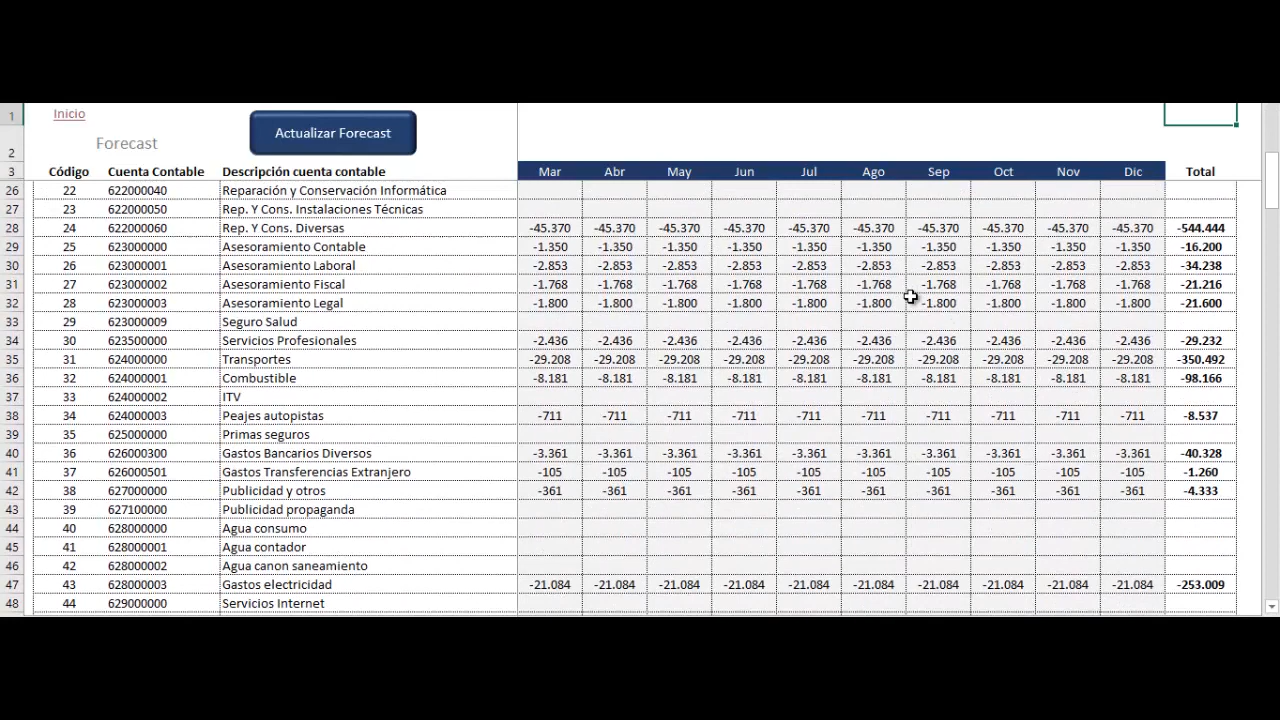 1 Inicio
Actualizar Forecast
2 Forecast
3 Código Cuenta Contable Descripción cuenta contable Mar Abr May Jun Jul Ago Sep Oct Nov Dic Total
26 22 622000040 Reparación y Conservación Informática
27 23 622000050 Rep. Y Cons. Instalaciones Técnicas
28 24 622000060 Rep. Y Cons. Diversas -45.370 -45.370 -45.370 -45.370 -45.370 -45.370 -45.370 -45.370 -45.370 -45.370 -544.444
29 25 623000000 Asesoramiento Contable -1.350 -1.350 -1.350 -1.350 -1.350 -1.350 -1.350 -1.350 -1.350 -1.350 -16.200
30 26 623000001 Asesoramiento Laboral -2.853 -2.853 -2.853 -2.853 -2.853 -2.853 -2.853 -2.853 -2.853 -2.853 -34.238
31 27 623000002 Asesoramiento Fiscal -1.768 -1.768 -1.768 -1.768 -1.768 -1.768 -1.768 -1.768 -1.768 -1.768 -21.216
32 28 623000003 Asesoramiento Legal -1.800 -1.800 -1.800 -1.800 -1.800 -1.800 -1.800 -1.800 -1.800 -1.800 -21.600
33 29 623000009 Seguro Salud
34 30 623500000 Servicios Profesionales -2.436 -2.436 -2.436 -2.436 -2.436 -2.436 -2.436 -2.436 -2.436 -2.436 -29.232
35 31 624000000 Transportes -29.208 -29.208 -29.208 -29.208 -29.208 -29.208 -29.208 -29.208 -29.208 -29.208 -350.492
36 32 624000001 Combustible -8.181 -8.181 -8.181 -8.181 -8.181 -8.181 -8.181 -8.181 -8.181 -8.181 -98.166
37 33 624000002 ITV
38 34 624000003 Peajes autopistas -711 -711 -711 -711 -711 -711 -711 -711 -711 -711 -8.537
39 35 625000000 Primas seguros
40 36 626000300 Gastos Bancarios Diversos -3.361 -3.361 -3.361 -3.361 -3.361 -3.361 -3.361 -3.361 -3.361 -3.361 -40.328
41 37 626000501 Gastos Transferencias Extranjero -105 -105 -105 -105 -105 -105 -105 -105 -105 -105 -1.260
42 38 627000000 Publicidad y otros -361 -361 -361 -361 -361 -361 -361 -361 -361 -361 -4.333
43 39 627100000 Publicidad propaganda
44 40 628000000 Agua consumo
45 41 628000001 Agua contador
46 42 628000002 Agua canon saneamiento
47 43 628000003 Gastos electricidad -21.084 -21.084 -21.084 -21.084 -21.084 -21.084 -21.084 -21.084 -21.084 -21.084 -253.009
48 44 629000000 Servicios Internet